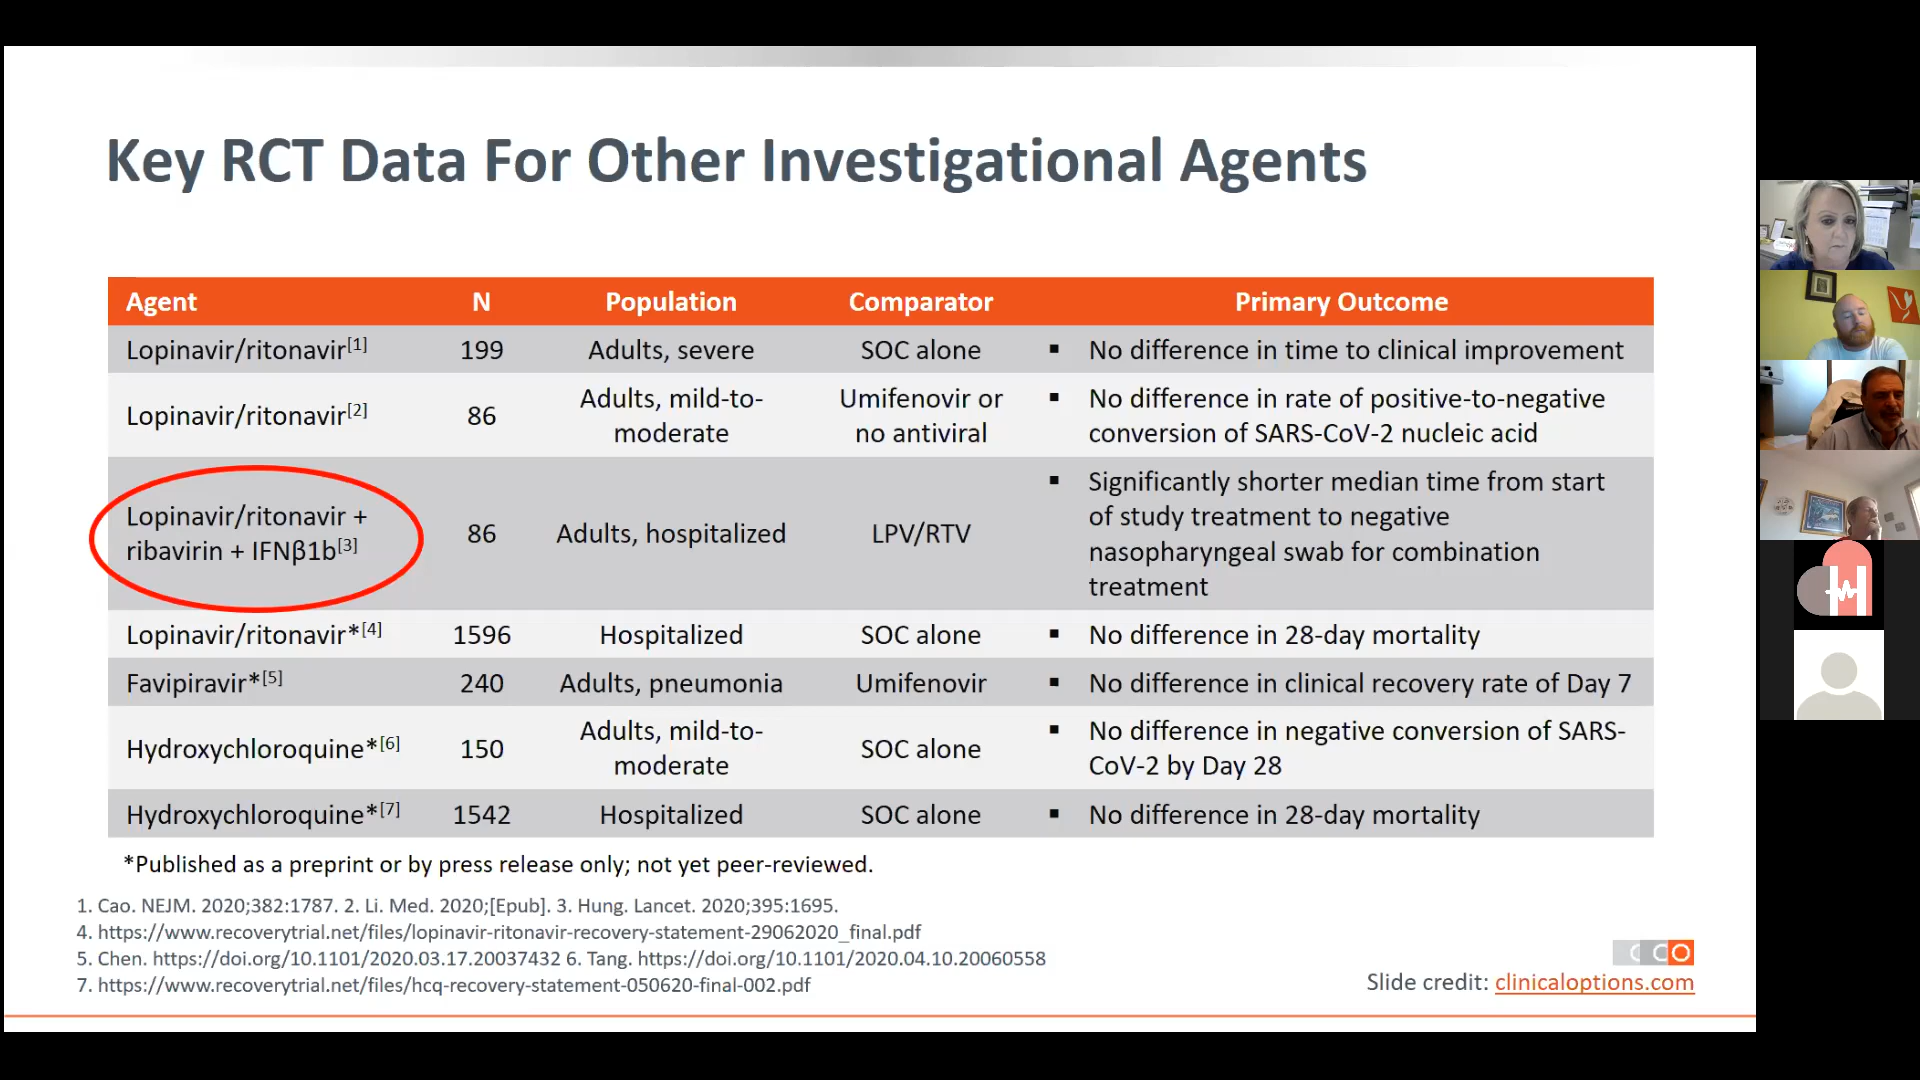 Key RCT Data For Other Investigational Agents
Agent N Population Comparator Primary Outcome
Lopinavir/ritonavir[1] 199 Adults, severe SOC alone ▪ No difference in time to clinical improvement
Lopinavir/ritonavir[2] 86 Adults, mild-to-moderate Umifenovir or no antiviral ▪ No difference in rate of positive-to-negative conversion of SARS-CoV-2 nucleic acid
Lopinavir/ritonavir + ribavirin + IFNβ1b[3] 86 Adults, hospitalized LPV/RTV ▪ Significantly shorter median time from start of study treatment to negative nasopharyngeal swab for combination treatment
Lopinavir/ritonavir*[4] 1596 Hospitalized SOC alone ▪ No difference in 28-day mortality
Favipiravir*[5] 240 Adults, pneumonia Umifenovir ▪ No difference in clinical recovery rate of Day 7
Hydroxychloroquine*[6] 150 Adults, mild-to-moderate SOC alone ▪ No difference in negative conversion of SARS-CoV-2 by Day 28
Hydroxychloroquine*[7] 1542 Hospitalized SOC alone ▪ No difference in 28-day mortality
*Published as a preprint or by press release only; not yet peer-reviewed.
1. Cao. NEJM. 2020;382:1787. 2. Li. Med. 2020;[Epub]. 3. Hung. Lancet. 2020;395:1695.
4. https://www.recoverytrial.net/files/lopinavir-ritonavir-recovery-statement-29062020_final.pdf
5. Chen. https://doi.org/10.1101/2020.03.17.20037432 6. Tang. https://doi.org/10.1101/2020.04.10.20060558
7. https://www.recoverytrial.net/files/hcq-recovery-statement-050620-final-002.pdf
CCO
Slide credit: clinicaloptions.com